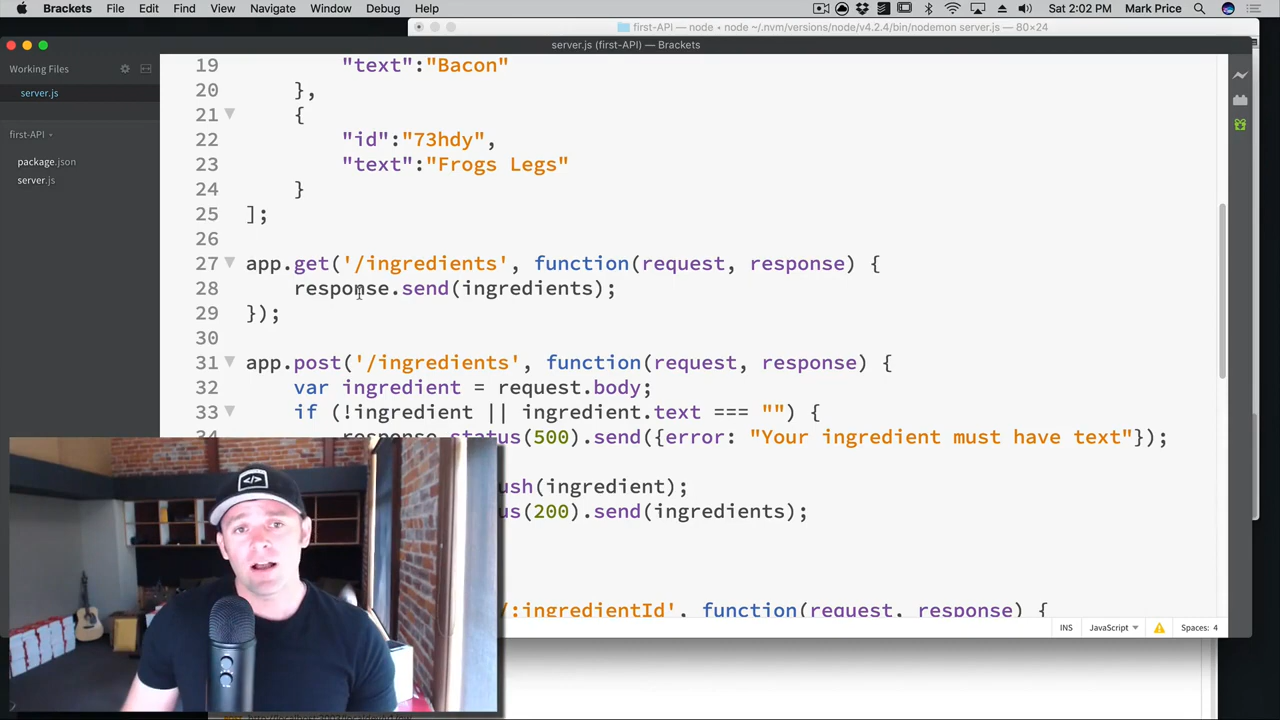 Brackets File Edit Find View Navigate Window Debug Help
Sat 2:02 PM Mark Price
first-API — node • node ~/.nvm/versions/node/v4.2.4/bin/nodemon server.js — 80×24
server.js (first-API) — Brackets
Working Files
server.js
first-API
package.json
server.js
19 "text":"Bacon"
20 },
21 {
22 "id":"73hdy",
23 "text":"Frogs Legs"
24 }
25 ];
26
27 app.get('/ingredients', function(request, response) {
28 response.send(ingredients);
29 });
30
31 app.post('/ingredients', function(request, response) {
32 var ingredient = request.body;
33 if (!ingredient || ingredient.text === "") {
34 response.status(500).send({error: "Your ingredient must have text"});
ush(ingredient);
us(200).send(ingredients);
/:ingredientId', function(request, response) {
</>
INS JavaScript Spaces: 4